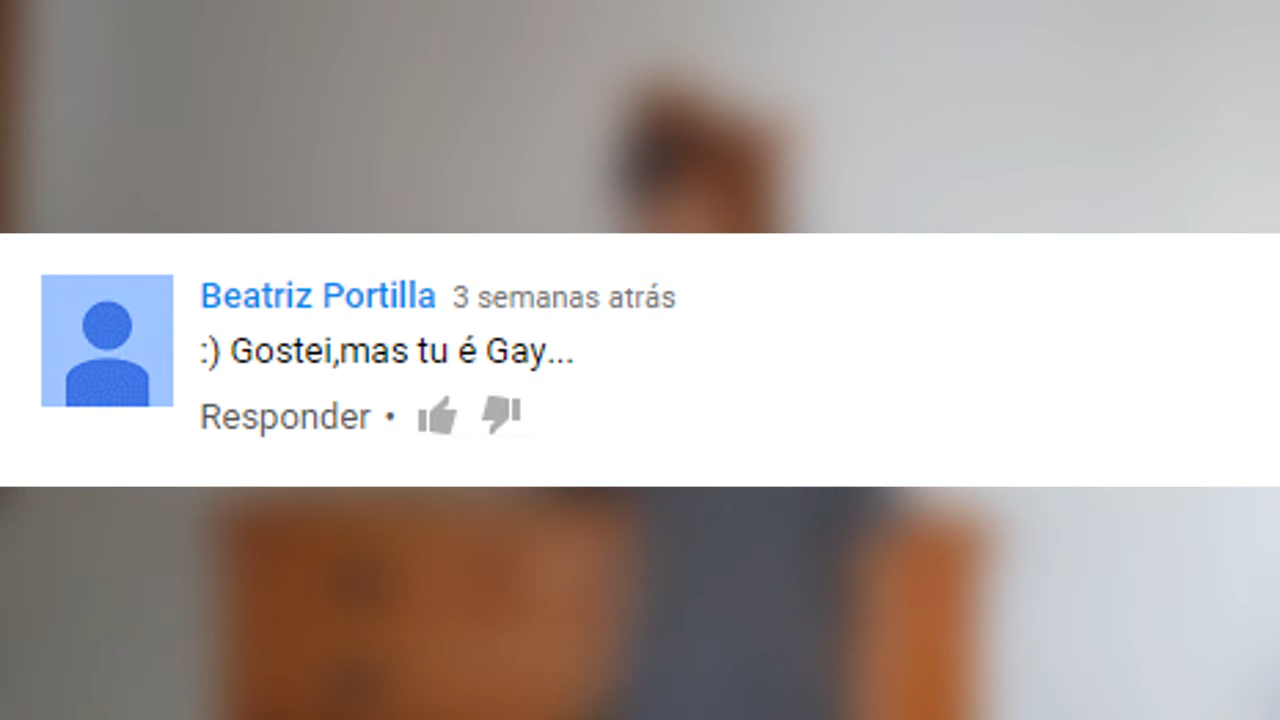 Beatriz Portilla 3 semanas atrás
:) Gostei,mas tu é Gay...
Responder •